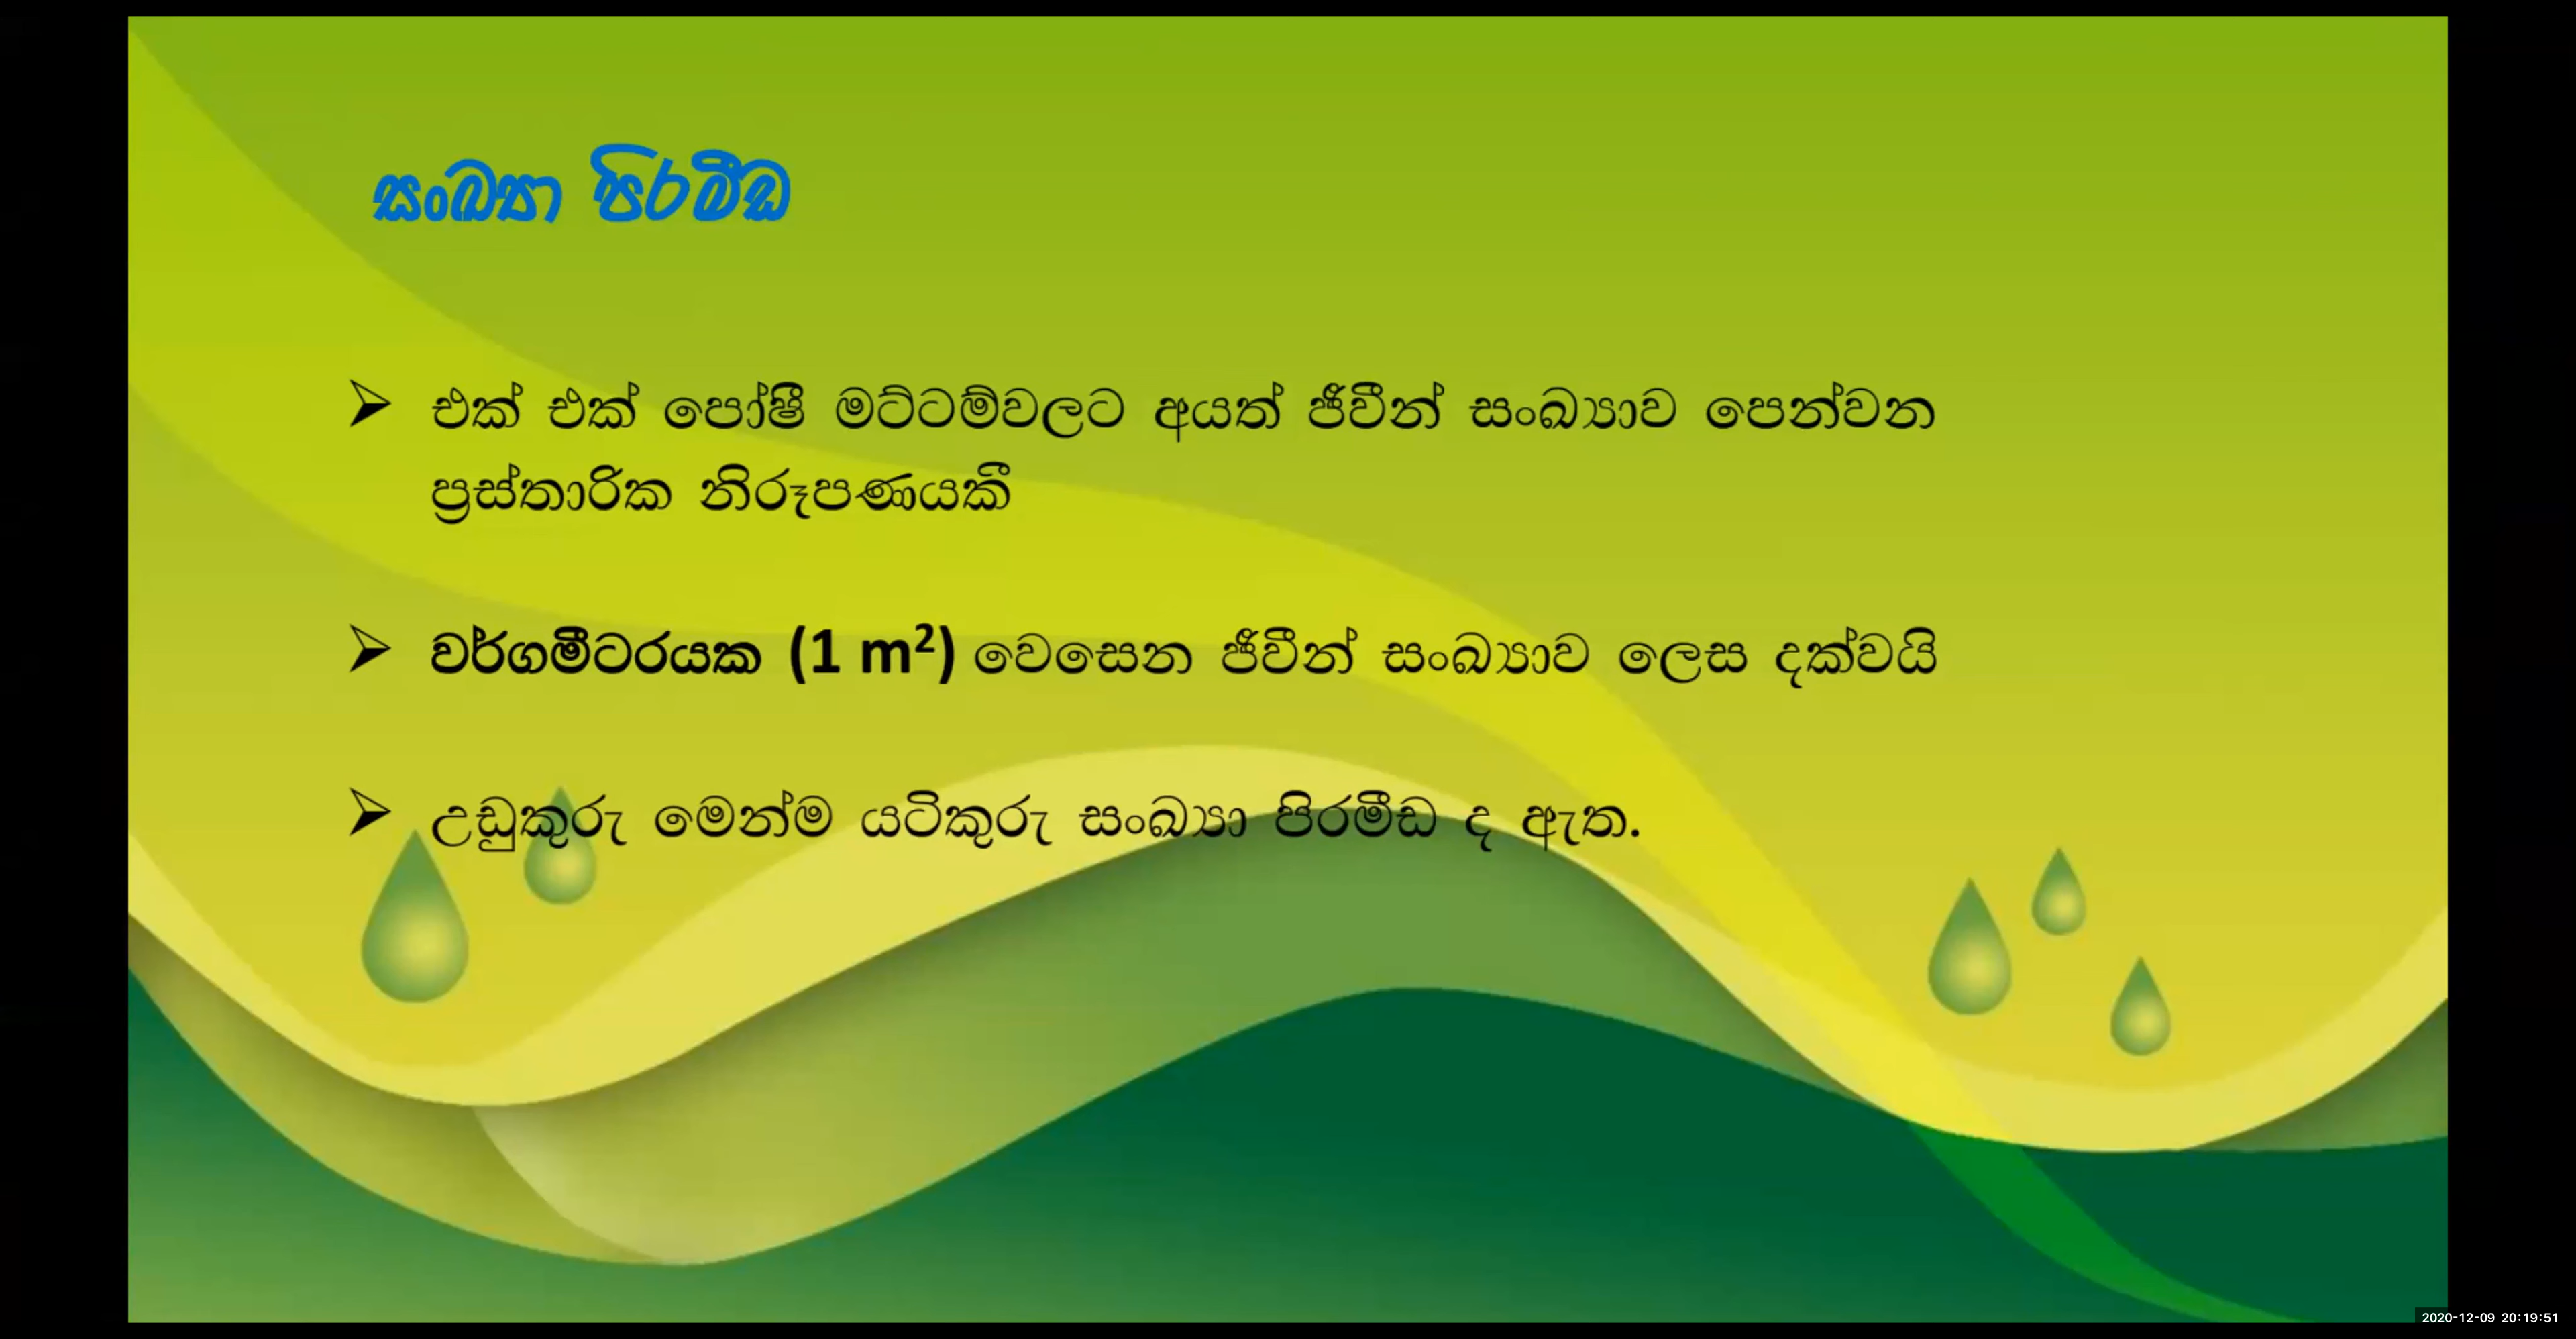 සංඛ්‍යා පිරමීඩ
➢ එක් එක් පෝෂී මට්ටම්වලට අයත් ජීවීන් සංඛ්‍යාව පෙන්වන
ප්‍රස්තාරික නිරූපණයකි
➢ වර්ගමීටරයක (1 m²) වෙසෙන ජීවීන් සංඛ්‍යාව ලෙස දක්වයි
➢ උඩුකුරු මෙන්ම යටිකුරු සංඛ්‍යා පිරමීඩ ද ඇත.
2020-12-09 20:19:51